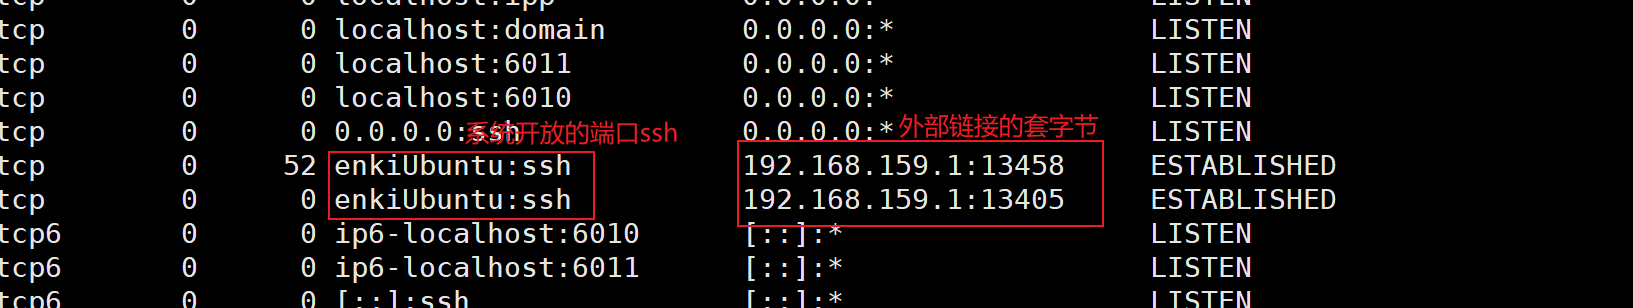 tcp 0 0 localhost:ipp 0.0.0.0:* LISTEN
tcp 0 0 localhost:domain 0.0.0.0:* LISTEN
tcp 0 0 localhost:6011 0.0.0.0:* LISTEN
tcp 0 0 localhost:6010 0.0.0.0:* LISTEN
tcp 0 0 0.0.0.0:ssh 0.0.0.0:* LISTEN
系统开放的端口ssh
外部链接的套字节
tcp 0 52 enkiUbuntu:ssh 192.168.159.1:13458 ESTABLISHED
tcp 0 0 enkiUbuntu:ssh 192.168.159.1:13405 ESTABLISHED
tcp6 0 0 ip6-localhost:6010 [::]:* LISTEN
tcp6 0 0 ip6-localhost:6011 [::]:* LISTEN
tcp6 0 0 [::]:ssh [::]:* LISTEN